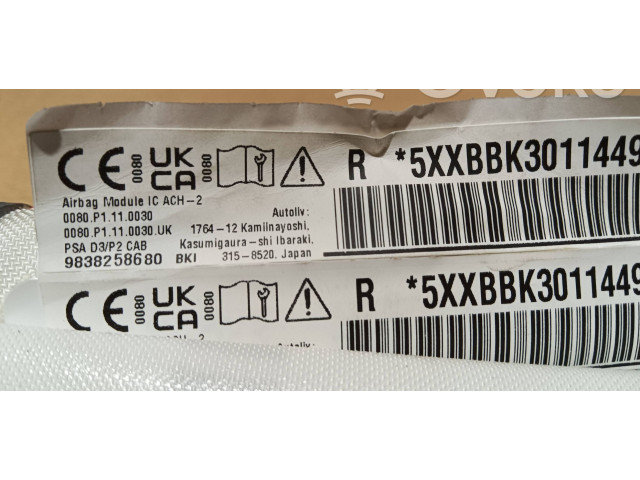 CE 0080 UK CA 0080 R *5XXBBK3011449
Airbag Module IC ACH-2
0080.P1.11.0030 Autoliv:
0080.P1.11.0030.UK 1764-12 Kamiinayoshi,
PSA D3/P2 CAB Kasumigaura-shi Ibaraki,
9838258680 BKI 315-8520, Japan
CE 0080 UK CA 0080 R *5XXBBK3011449
Autoliv: